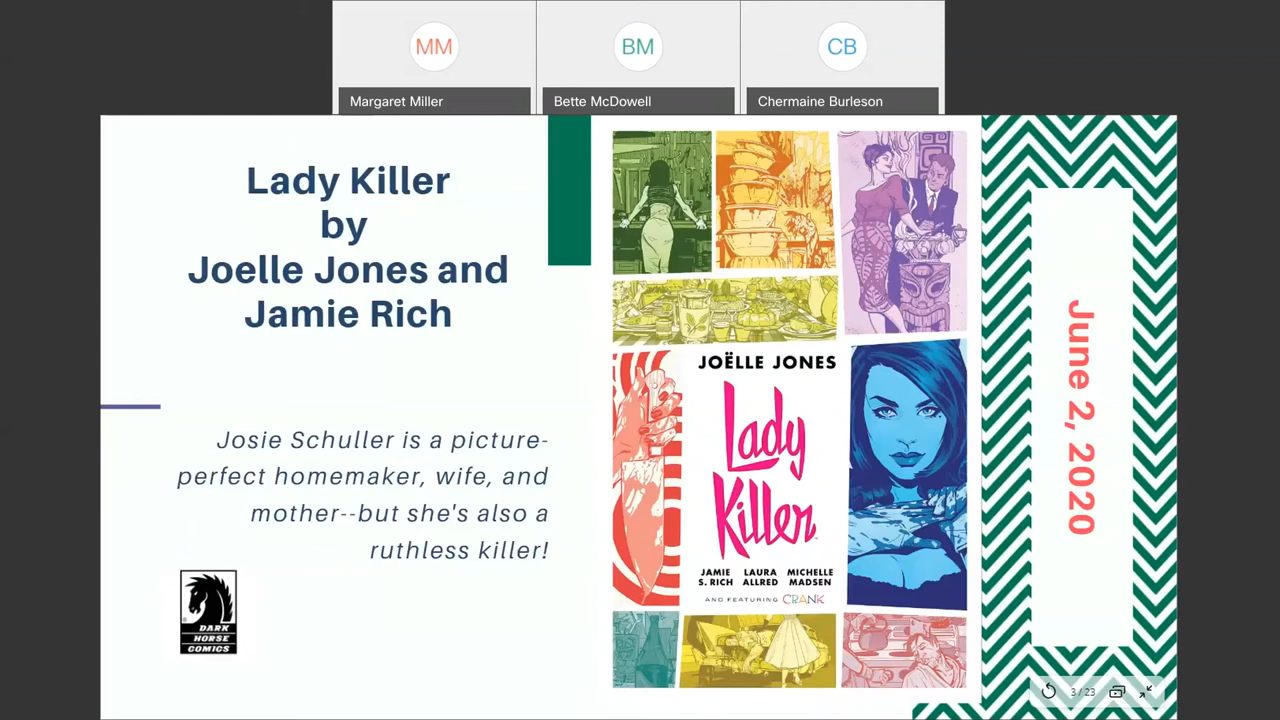 MM
BM
CB
Margaret Miller
Bette McDowell
Chermaine Burleson
Lady Killer
by
Joelle Jones and
Jamie Rich
Josie Schuller is a picture-
perfect homemaker, wife, and
mother--but she's also a
ruthless killer!
DARK
HORSE
COMICS
JOËLLE JONES
Lady
Killer
JAMIE LAURA MICHELLE
S. RICH ALLRED MADSEN
AND FEATURING CRANK
June 2, 2020
3 / 23